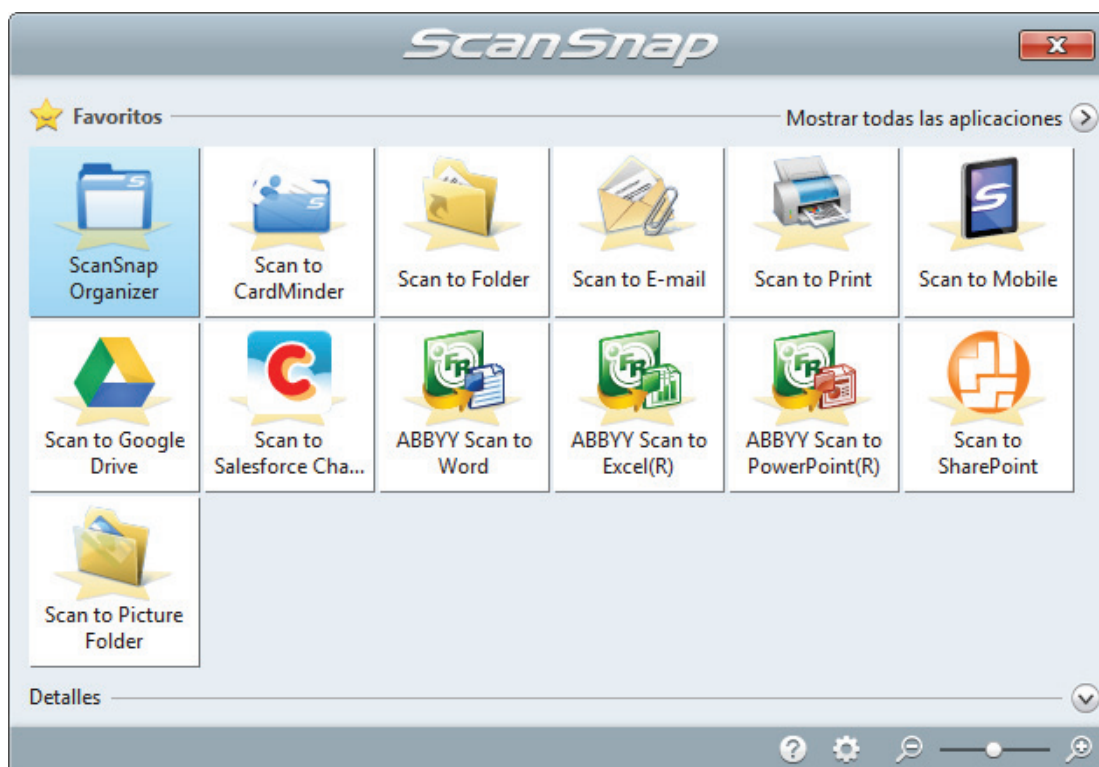 ScanSnap
Favoritos
Mostrar todas las aplicaciones
ScanSnap
Organizer
Scan to
CardMinder
Scan to Folder
Scan to E-mail
Scan to Print
Scan to Mobile
Scan to Google
Drive
Scan to
Salesforce Cha...
ABBYY Scan to
Word
ABBYY Scan to
Excel(R)
ABBYY Scan to
PowerPoint(R)
Scan to
SharePoint
Scan to Picture
Folder
Detalles